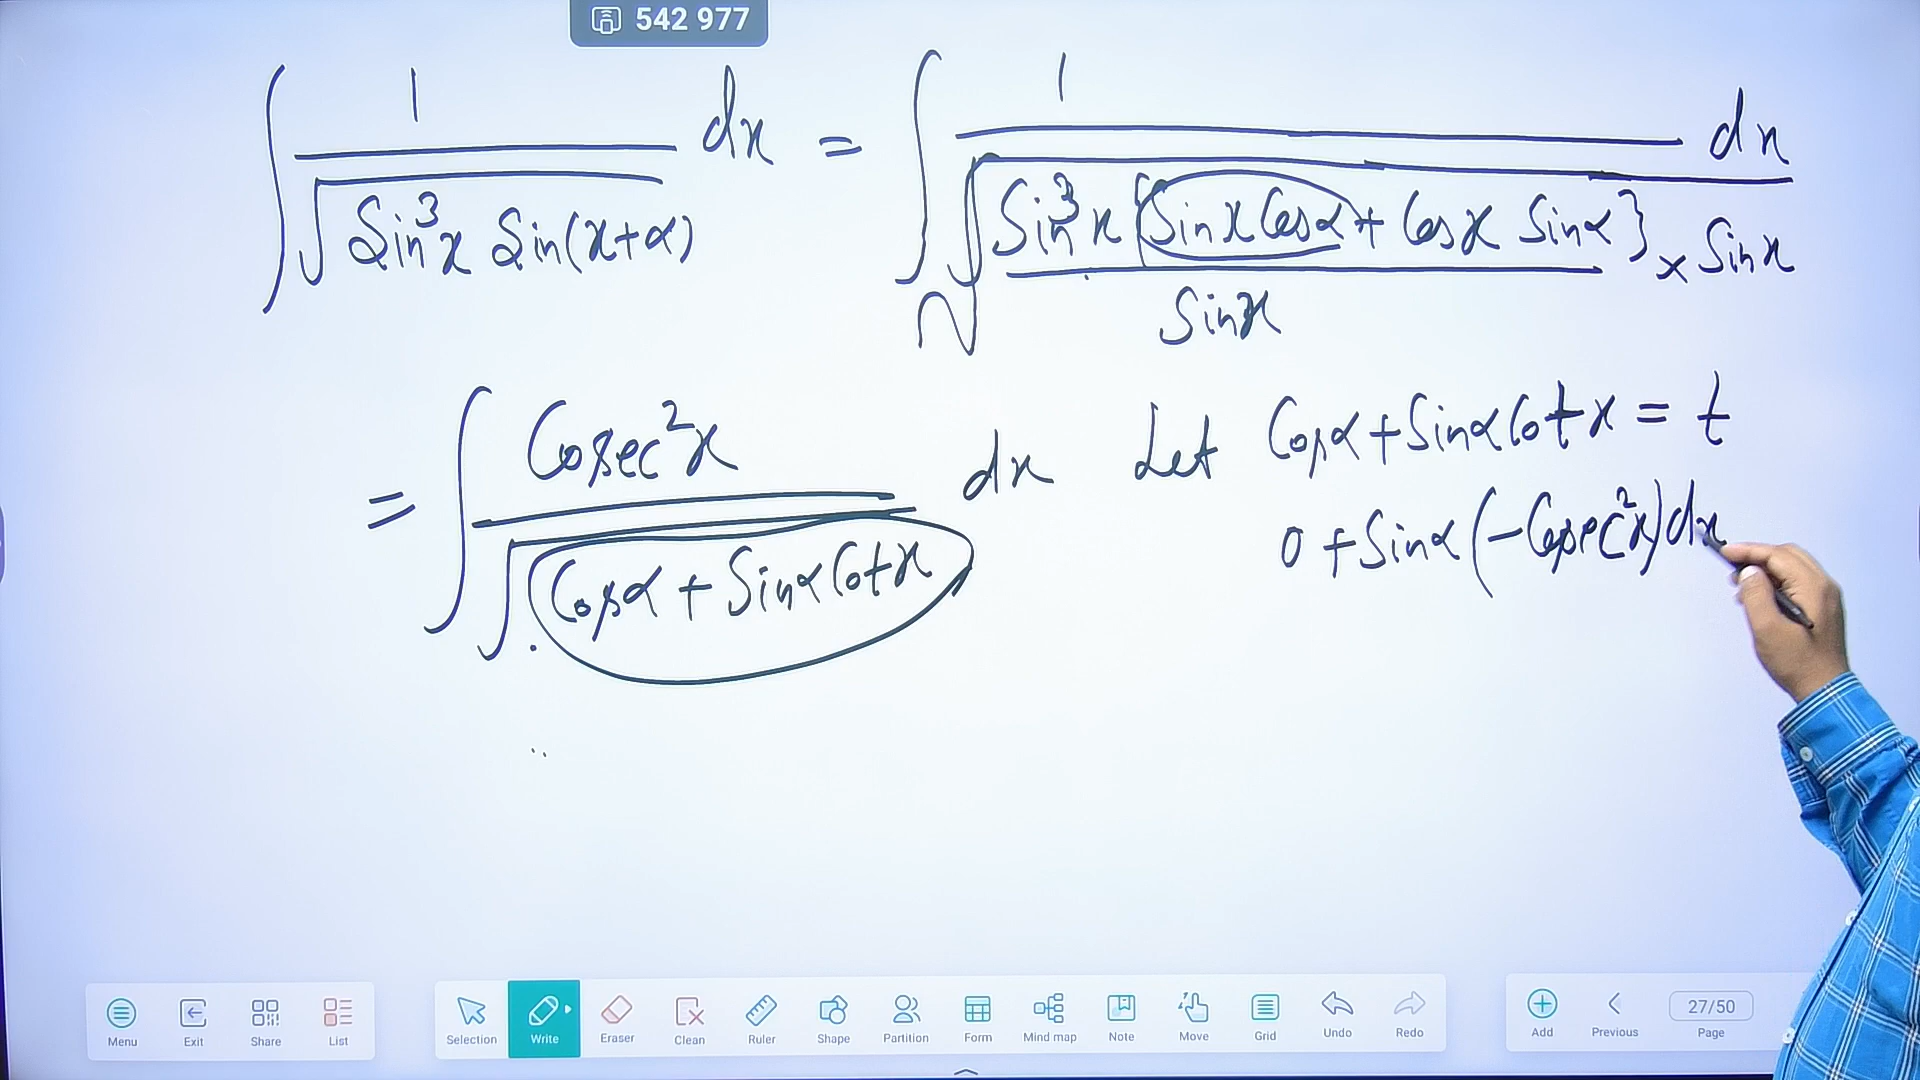 542 977
∫ 1/√(Sin³x Sin(x+α)) dx = ∫ 1/√(Sin³x {Sinx Cosα + Cosx Sinα}/Sinx × Sinx) dx
= ∫ Cosec²x/√(Cosα + Sinα Cotx) dx Let Cosα + Sinα Cotx = t
0 + Sinα (-Cosec²x) dx
Menu Exit Share List Selection Write Eraser Clean Ruler Shape Partition Form Mind map Note Move Grid Undo Redo Add Previous 27/50 Page